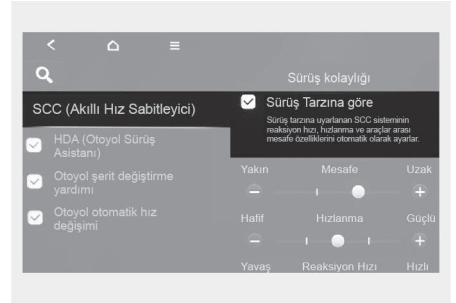 Sürüş kolaylığı
SCC (Akıllı Hız Sabitleyici)
HDA (Otoyol Sürüş
Asistanı)
Otoyol şerit değiştirme
yardımı
Otoyol otomatik hız
değişimi
Sürüş Tarzına göre
Sürüş tarzına uyarlanan SCC sisteminin
reaksiyon hızı, hızlanma ve araçlar arası
mesafe özelliklerini otomatik olarak ayarlar.
Yakın Mesafe Uzak
Hafif Hızlanma Güçlü
Yavaş Reaksiyon Hızı Hızlı